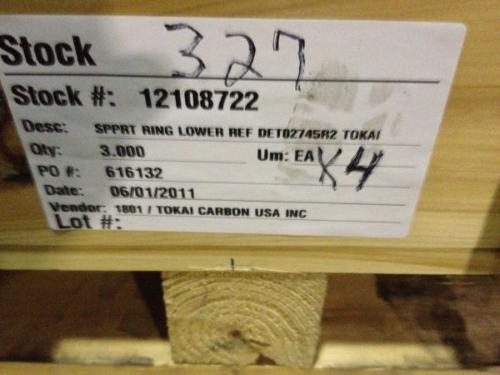 Stock 327
Stock #: 12108722
Desc: SPPRT RING LOWER REF DET02745R2 TOKAI
Qty: 3.000 Um: EA X4
PO #: 616132
Date: 06/01/2011
Vendor: 1801 / TOKAI CARBON USA INC
Lot #: